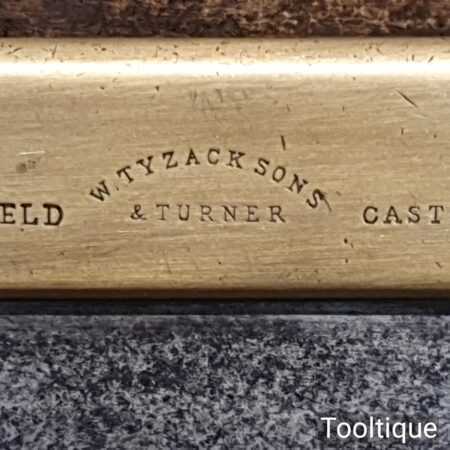 W. TYZACK SONS
& TURNER
ELD
CAST
Tooltique